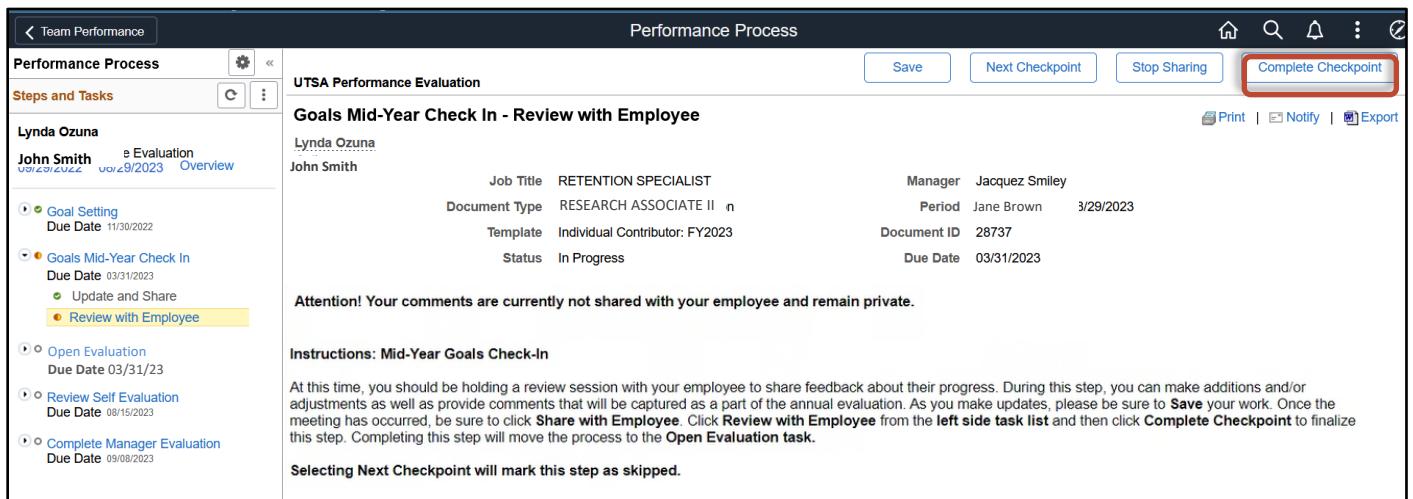 Team Performance
Performance Process
Performance Process
Steps and Tasks
Lynda Ozuna
John Smith e Evaluation
09/29/2022 08/29/2023 Overview
Goal Setting
Due Date 11/30/2022
Goals Mid-Year Check In
Due Date 03/31/2023
Update and Share
Review with Employee
Open Evaluation
Due Date 03/31/23
Review Self Evaluation
Due Date 08/15/2023
Complete Manager Evaluation
Due Date 09/08/2023
Save Next Checkpoint Stop Sharing Complete Checkpoint
UTSA Performance Evaluation
Goals Mid-Year Check In - Review with Employee
Print | Notify | Export
Lynda Ozuna
John Smith
Job Title RETENTION SPECIALIST Manager Jacquez Smiley
Document Type RESEARCH ASSOCIATE II n Period Jane Brown 3/29/2023
Template Individual Contributor: FY2023 Document ID 28737
Status In Progress Due Date 03/31/2023
Attention! Your comments are currently not shared with your employee and remain private.
Instructions: Mid-Year Goals Check-In
At this time, you should be holding a review session with your employee to share feedback about their progress. During this step, you can make additions and/or
adjustments as well as provide comments that will be captured as a part of the annual evaluation. As you make updates, please be sure to Save your work. Once the
meeting has occurred, be sure to click Share with Employee. Click Review with Employee from the left side task list and then click Complete Checkpoint to finalize
this step. Completing this step will move the process to the Open Evaluation task.
Selecting Next Checkpoint will mark this step as skipped.